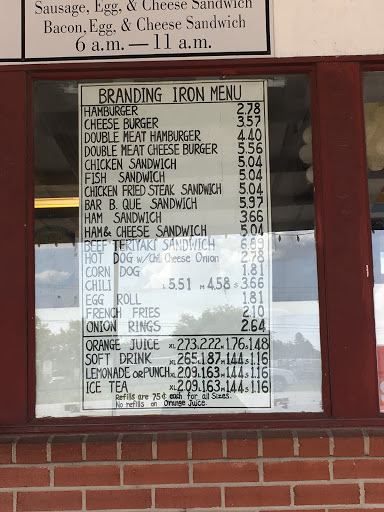 Sausage, Egg, & Cheese Sandwich
Bacon, Egg, & Cheese Sandwich
6 a.m. — 11 a.m.
BRANDING IRON MENU
HAMBURGER 2.78
CHEESE BURGER 3.57
DOUBLE MEAT HAMBURGER 4.40
DOUBLE MEAT CHEESE BURGER 5.56
CHICKEN SANDWICH 5.04
FISH SANDWICH 5.04
CHICKEN FRIED STEAK SANDWICH 5.04
BAR B. QUE SANDWICH 5.97
HAM SANDWICH 3.66
HAM & CHEESE SANDWICH 5.04
BEEF TERIYAKI SANDWICH 6.69
HOT DOG w/Chili Cheese Onion 2.78
CORN DOG 1.81
CHILI L 5.51 M 4.58 S 3.66
EGG ROLL 1.81
FRENCH FRIES 2.10
ONION RINGS 2.64
ORANGE JUICE XL 2.73 L 2.22 M 1.76 S 1.48
SOFT DRINK XL 2.65 L 1.87 M 1.44 S 1.16
LEMONADE OR PUNCH XL 2.09 L 1.63 M 1.44 S 1.16
ICE TEA XL 2.09 L 1.63 M 1.44 S 1.16
Refills are 75¢ each for all Sizes.
No refills on Orange Juice.